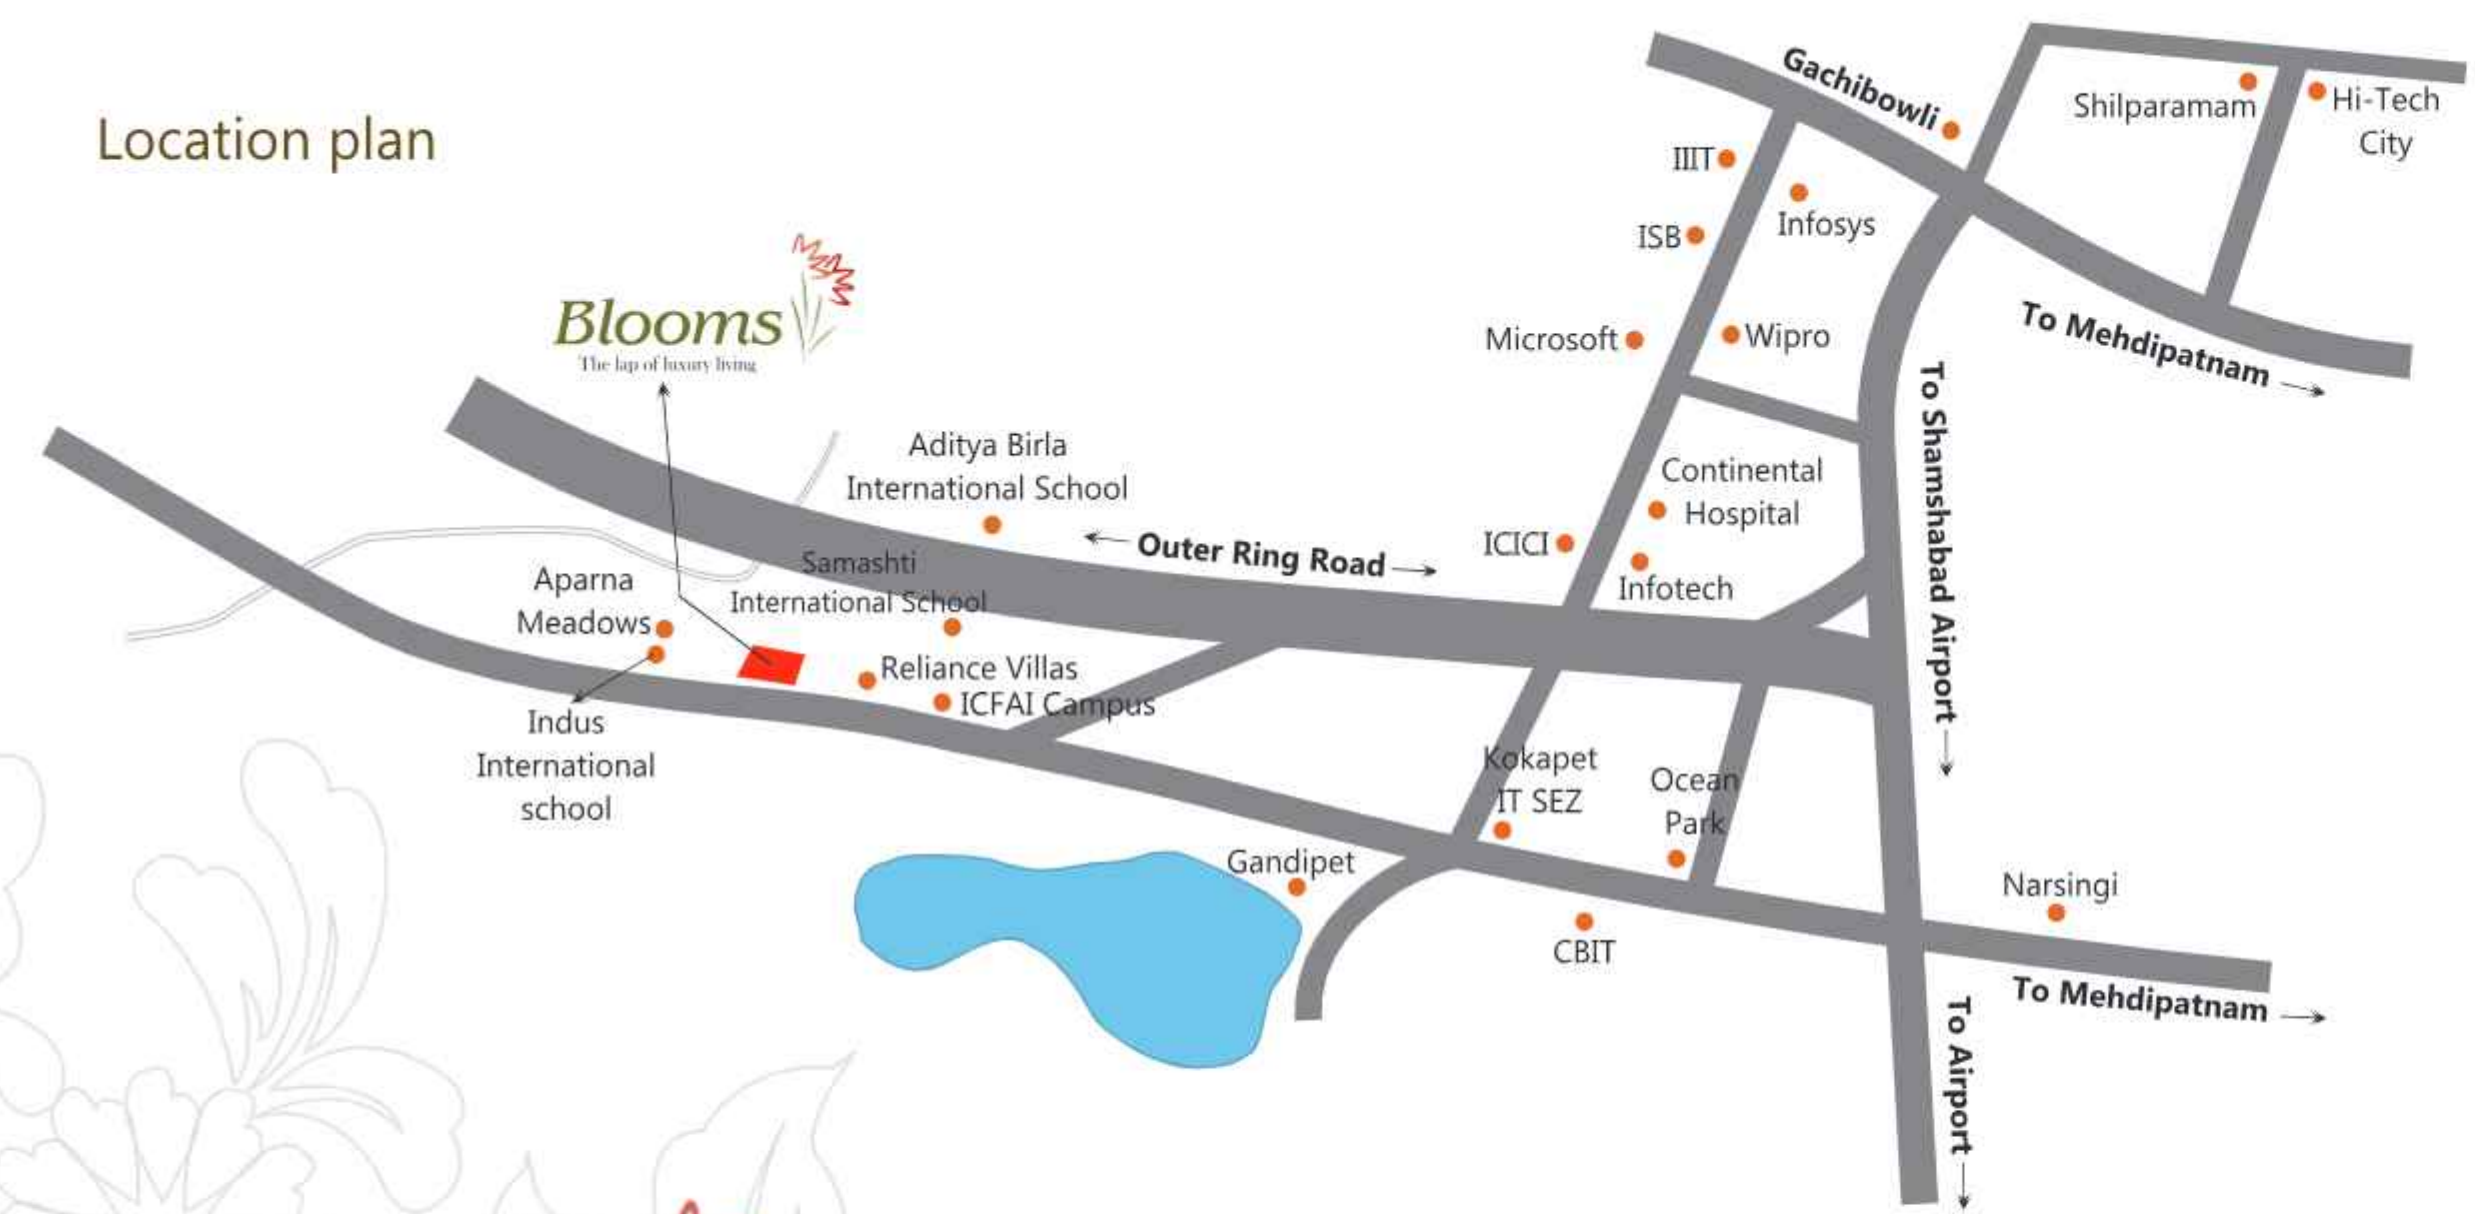 Location plan
Blooms
The lap of luxury living
Gachibowli
Shilparamam
Hi-Tech
City
IIIT
Infosys
ISB
Microsoft
Wipro
To Mehdipatnam
To Shamshabad Airport
Aditya Birla
International School
Outer Ring Road
Continental
Hospital
ICICI
Infotech
Samashti
International School
Aparna
Meadows
Reliance Villas
ICFAI Campus
Indus
International
school
Kokapet
IT SEZ
Ocean
Park
Gandipet
CBIT
Narsingi
To Mehdipatnam
To Airport